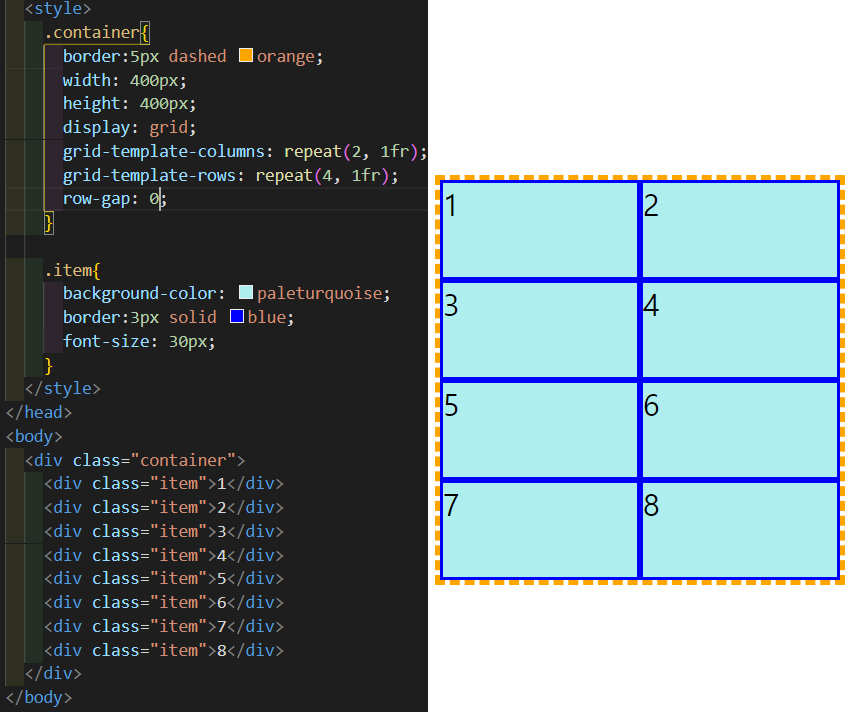 <style>
.container{
border:5px dashed orange;
width: 400px;
height: 400px;
display: grid;
grid-template-columns: repeat(2, 1fr);
grid-template-rows: repeat(4, 1fr);
row-gap: 0;
}
.item{
background-color: paleturquoise;
border:3px solid blue;
font-size: 30px;
}
</style>
</head>
<body>
<div class="container">
<div class="item">1</div>
<div class="item">2</div>
<div class="item">3</div>
<div class="item">4</div>
<div class="item">5</div>
<div class="item">6</div>
<div class="item">7</div>
<div class="item">8</div>
</div>
</body>
1 2
3 4
5 6
7 8